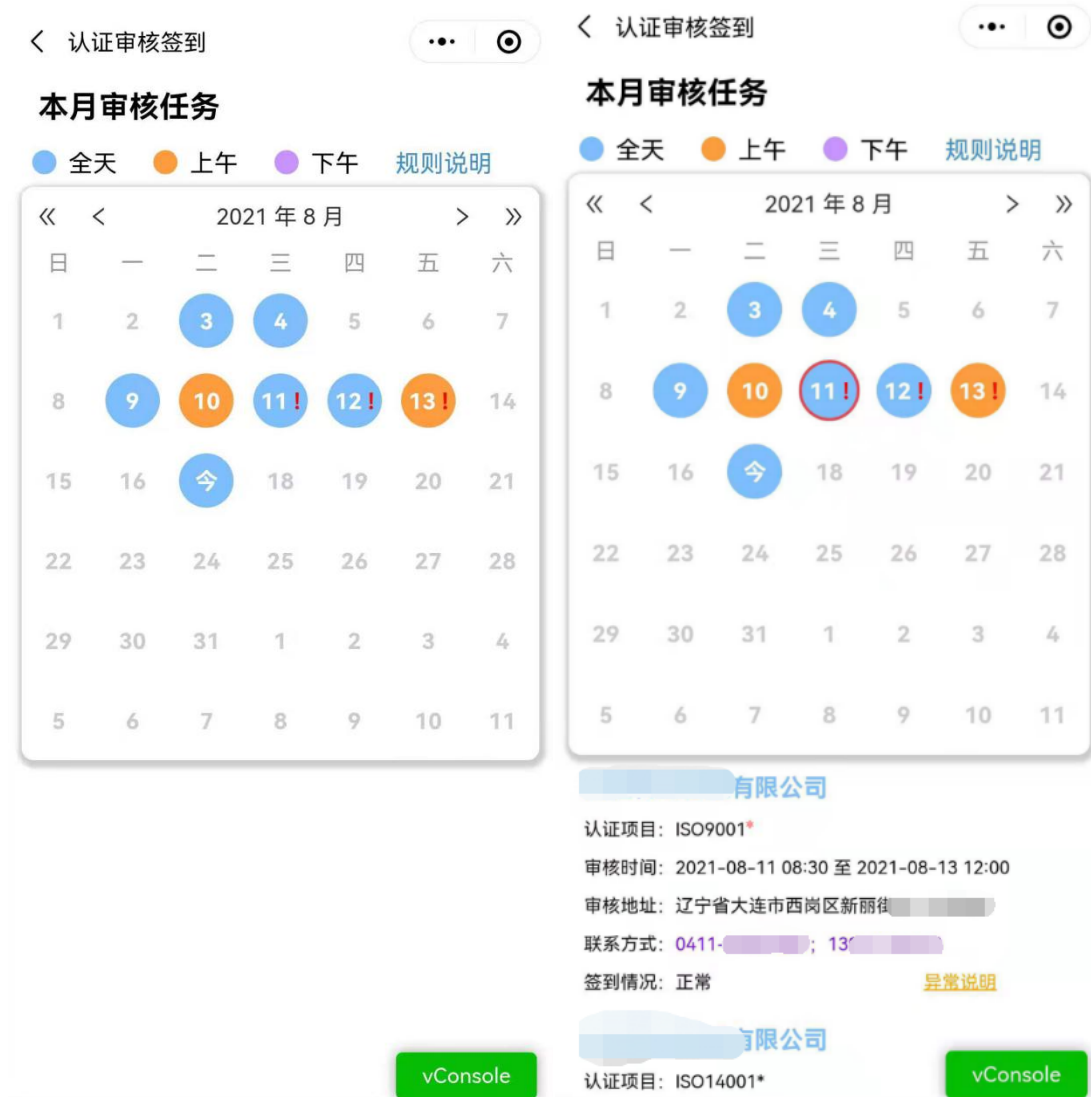 认证审核签到
本月审核任务
全天 上午 下午 规则说明
« < 2021 年 8 月 > »
日 一 二 三 四 五 六
1 2 3 4 5 6 7
8 9 10 11! 12! 13! 14
15 16 今 18 19 20 21
22 23 24 25 26 27 28
29 30 31 1 2 3 4
5 6 7 8 9 10 11
vConsole
认证审核签到
本月审核任务
全天 上午 下午 规则说明
« < 2021 年 8 月 > »
日 一 二 三 四 五 六
1 2 3 4 5 6 7
8 9 10 11! 12! 13! 14
15 16 今 18 19 20 21
22 23 24 25 26 27 28
29 30 31 1 2 3 4
5 6 7 8 9 10 11
有限公司
认证项目：ISO9001*
审核时间：2021-08-11 08:30 至 2021-08-13 12:00
审核地址：辽宁省大连市西岗区新丽街
联系方式：0411- ；13
签到情况：正常 异常说明
有限公司
认证项目：ISO14001*
vConsole